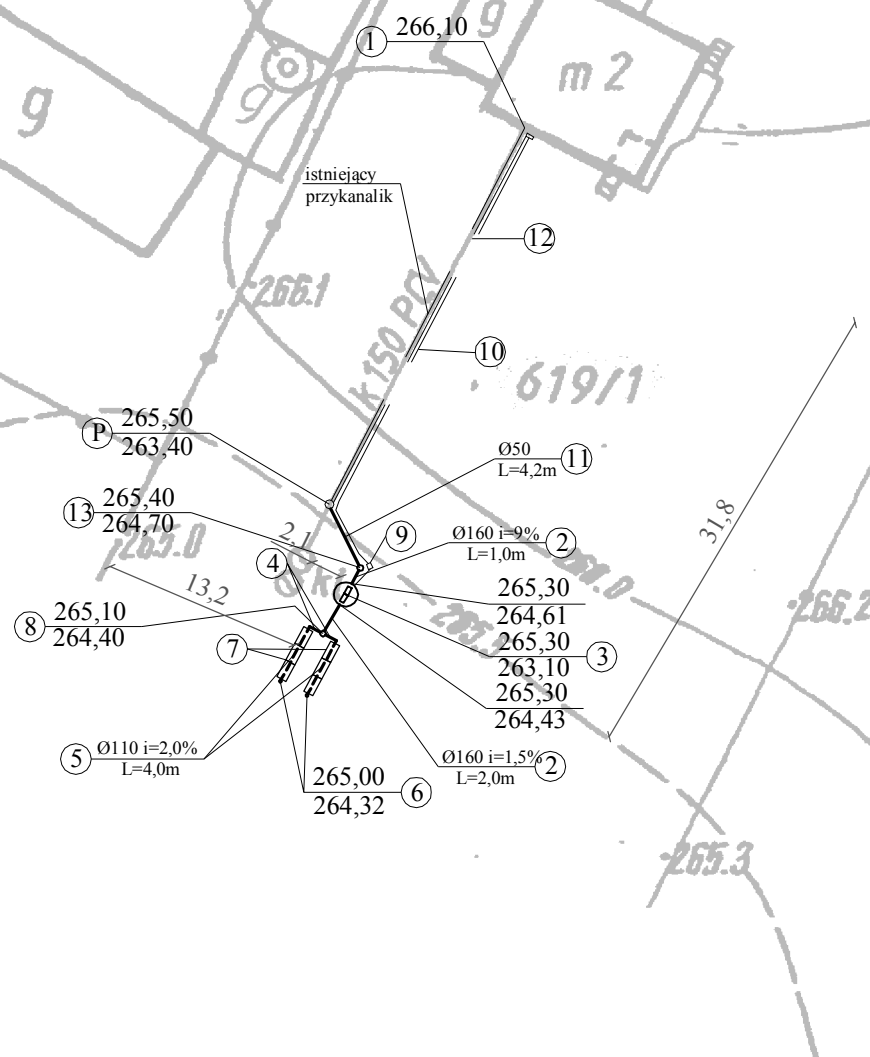 g
1 266,10
m 2
g
g
istniejący
przykanalik
12
266.1
K 150 PCV
10
619/1
P 265,50
263,40
Ø50
L=4,2m
11
31,8
13 265,40
264,70
265.0
2,1
9
Ø160 i=9%
L=1,0m
2
4
13,2
265,30
264,61
266.2
8 265,10
264,40
7
265,30
263,10
3
265,30
264,43
5
Ø110 i=2,0%
L=4,0m
265,00
264,32
6
Ø160 i=1,5%
L=2,0m
2
265.3